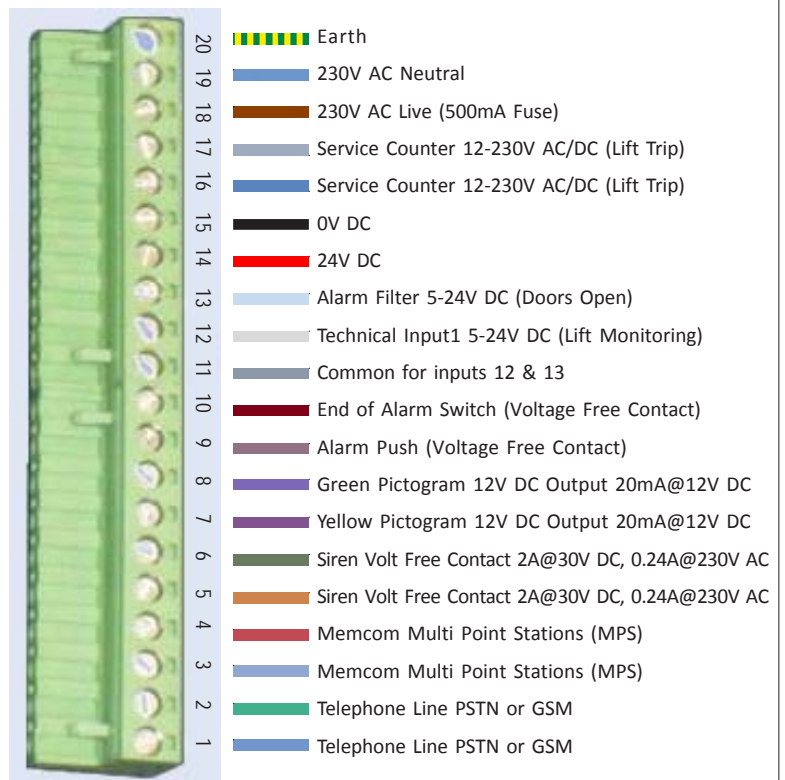 20 Earth
19 230V AC Neutral
18 230V AC Live (500mA Fuse)
17 Service Counter 12-230V AC/DC (Lift Trip)
16 Service Counter 12-230V AC/DC (Lift Trip)
15 0V DC
14 24V DC
13 Alarm Filter 5-24V DC (Doors Open)
12 Technical Input1 5-24V DC (Lift Monitoring)
11 Common for inputs 12 & 13
10 End of Alarm Switch (Voltage Free Contact)
9 Alarm Push (Voltage Free Contact)
8 Green Pictogram 12V DC Output 20mA@12V DC
7 Yellow Pictogram 12V DC Output 20mA@12V DC
6 Siren Volt Free Contact 2A@30V DC, 0.24A@230V AC
5 Siren Volt Free Contact 2A@30V DC, 0.24A@230V AC
4 Memcom Multi Point Stations (MPS)
3 Memcom Multi Point Stations (MPS)
2 Telephone Line PSTN or GSM
1 Telephone Line PSTN or GSM